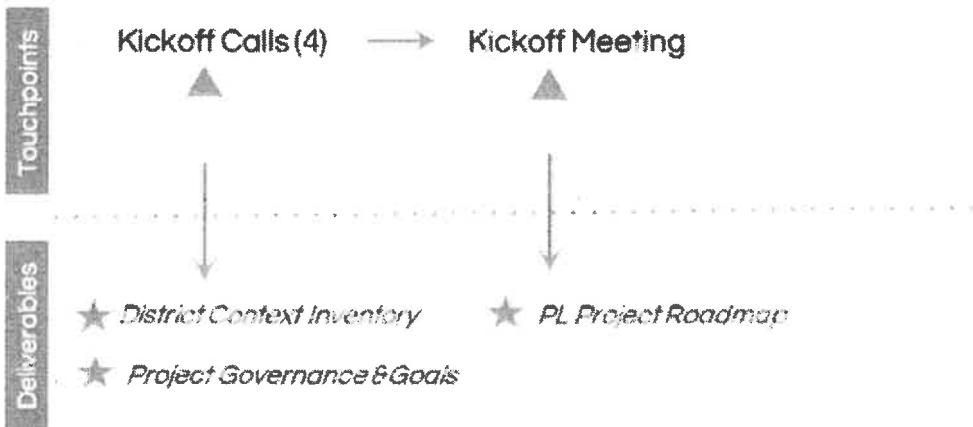 Touchpoints
Kickoff Calls (4) Kickoff Meeting
Deliverables
District Context Inventory PL Project Roadmap
Project Governance & Goals